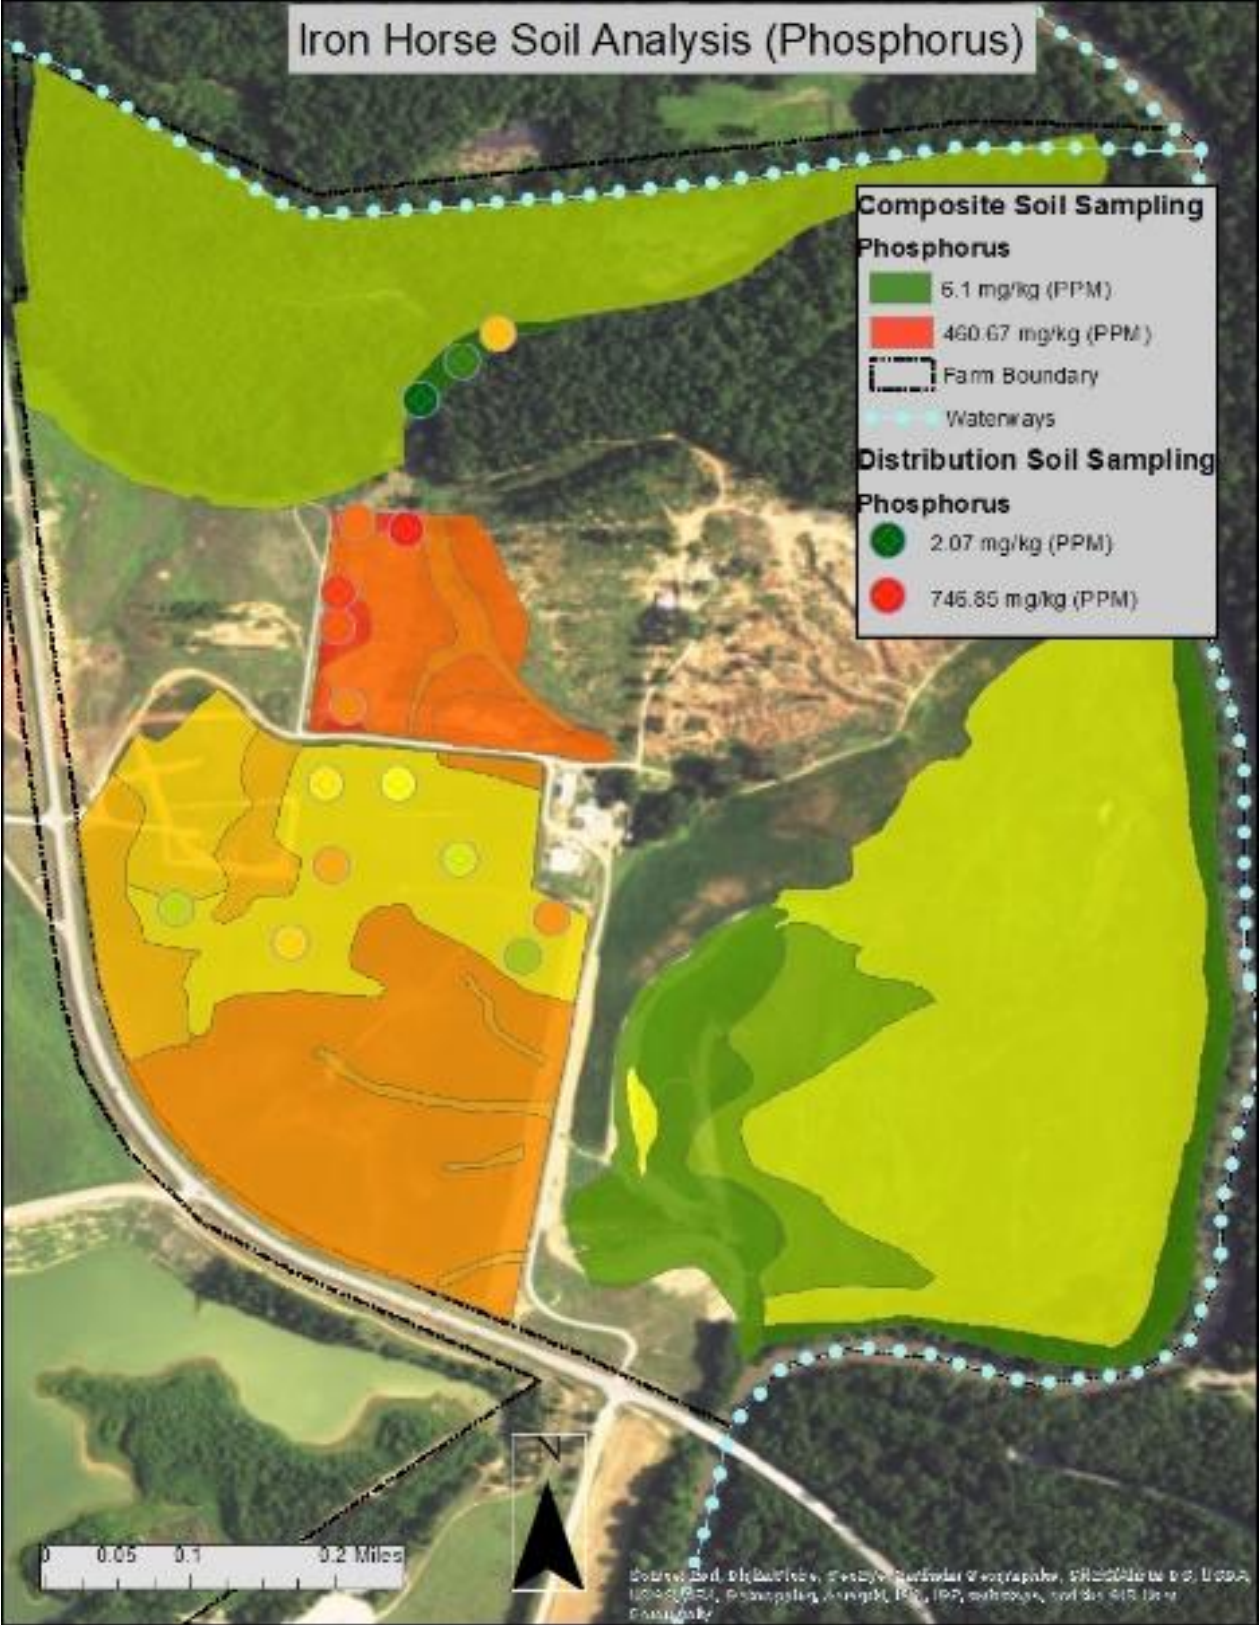 Iron Horse Soil Analysis (Phosphorus)
Composite Soil Sampling
Phosphorus
6.1 mg/kg (PPM)
460.67 mg/kg (PPM)
Farm Boundary
Waterways
Distribution Soil Sampling
Phosphorus
2.07 mg/kg (PPM)
746.85 mg/kg (PPM)
N
0 0.05 0.1 0.2 Miles
Community